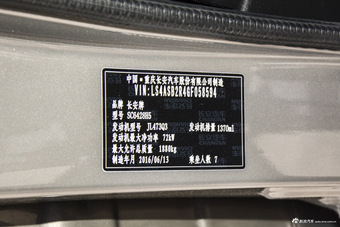 中国·重庆长安汽车股份有限公司制造
VIN:LS4ASB2R4GF058594
品牌 长安牌
型号 SC6428H5
发动机型号 JL473Q3 发动机排量 1370ml
发动机最大净功率 72kW
最大允许总质量 1880kg
制造年月 2016/06/13 乘坐人数 7